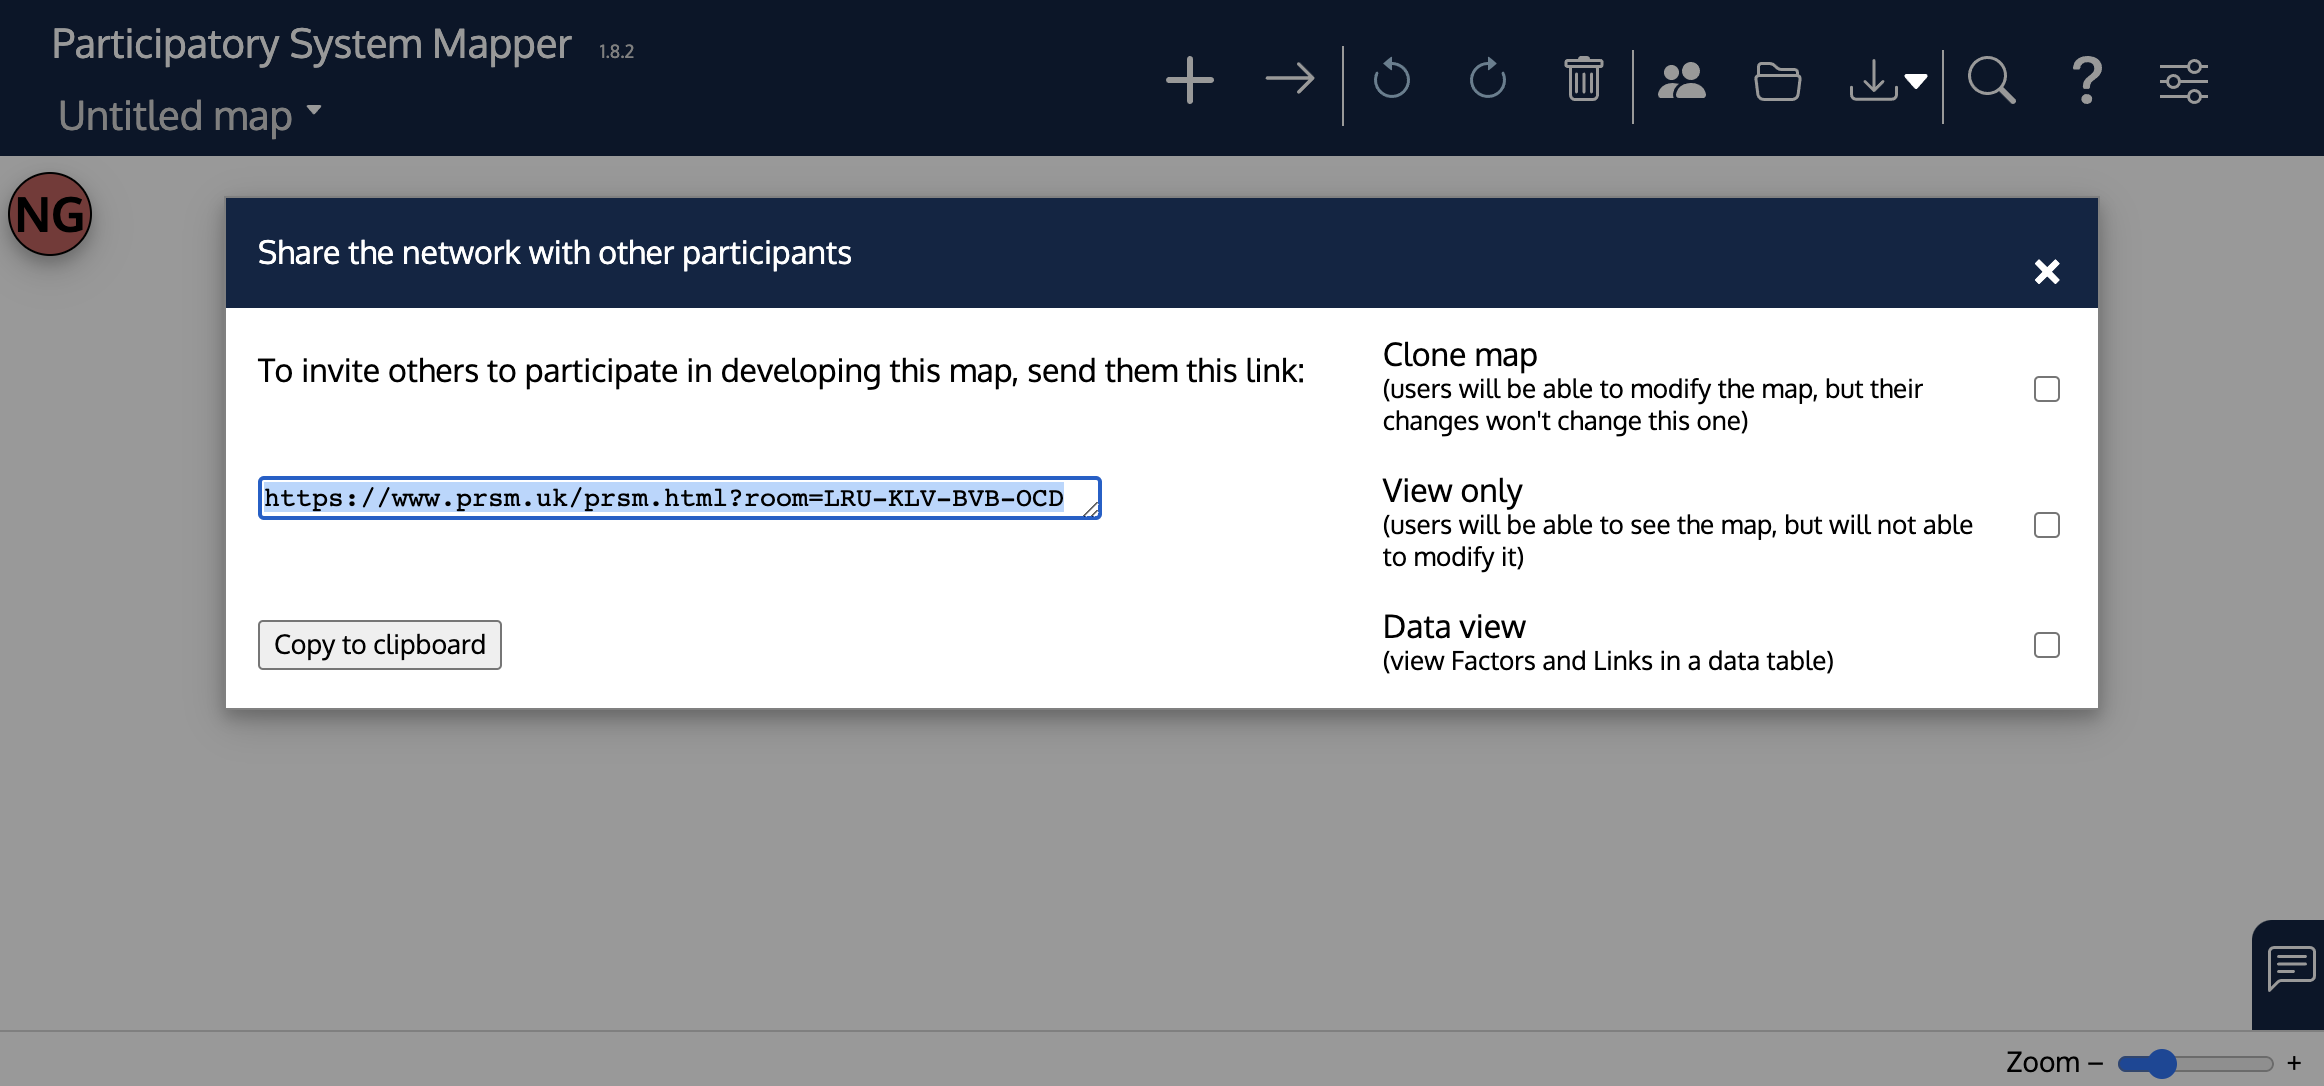 Participatory System Mapper 1.8.2
Untitled map
NG
Share the network with other participants
To invite others to participate in developing this map, send them this link:
https://www.prsm.uk/prsm.html?room=LRU-KLV-BVB-OCD
Copy to clipboard
Clone map
(users will be able to modify the map, but their
changes won't change this one)
View only
(users will be able to see the map, but will not able
to modify it)
Data view
(view Factors and Links in a data table)
Zoom − +